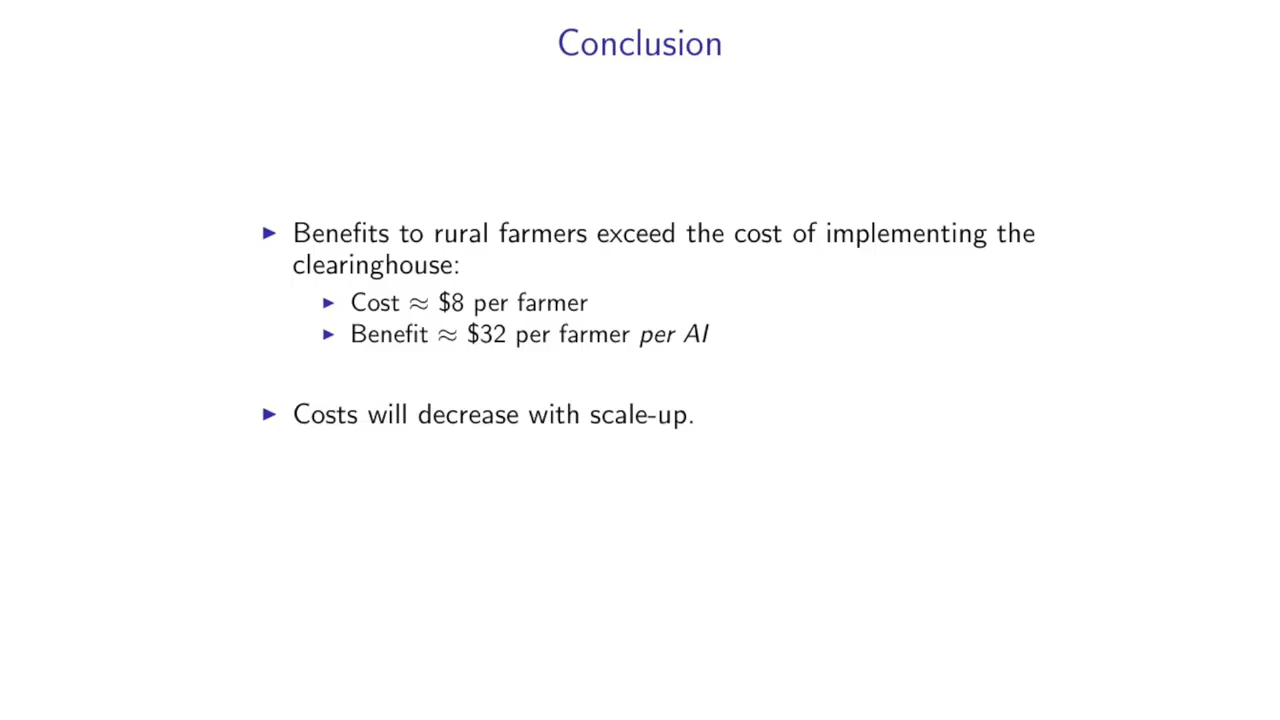 Conclusion
▶ Benefits to rural farmers exceed the cost of implementing the
clearinghouse:
▶ Cost ≈ $8 per farmer
▶ Benefit ≈ $32 per farmer per AI
▶ Costs will decrease with scale-up.